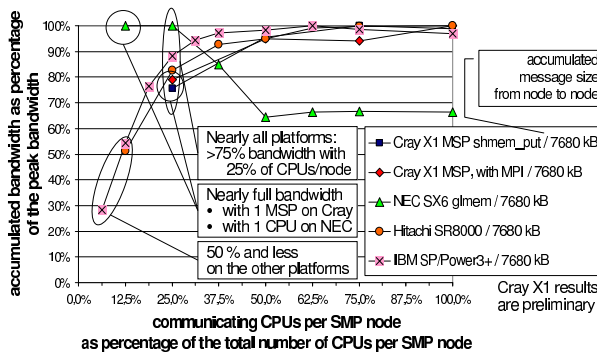 accumulated bandwidth as percentage
of the peak bandwidth
100%
90%
80%
70%
60%
50%
40%
30%
20%
10%
0%
0,0%
12,5%
25,0%
37,5%
50,0%
62,5%
75,0%
87,5%
100,0%
communicating CPUs per SMP node
as percentage of the total number of CPUs per SMP node
accumulated
message size
from node to node
Nearly all platforms:
>75% bandwidth with
25% of CPUs/node
Nearly full bandwidth
• with 1 MSP on Cray
• with 1 CPU on NEC
50 % and less
on the other platforms
Cray X1 MSP shmem_put / 7680 kB
Cray X1 MSP, with MPI / 7680 kB
NEC SX6 glmem / 7680 kB
Hitachi SR8000 / 7680 kB
IBM SP/Power3+ / 7680 kB
Cray X1 results
are preliminary